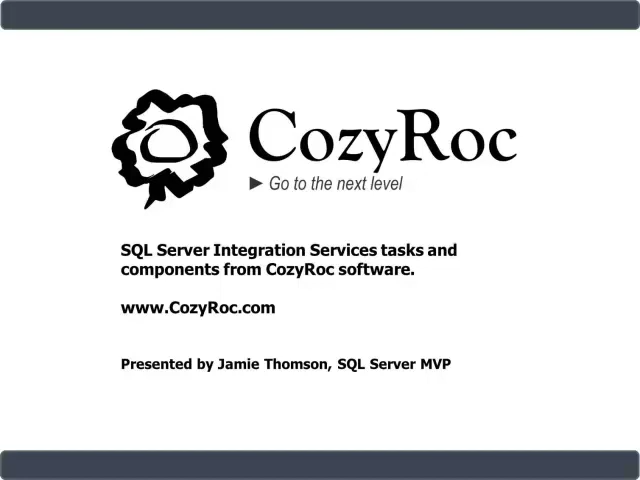 CozyRoc
► Go to the next level
SQL Server Integration Services tasks and
components from CozyRoc software.
www.CozyRoc.com
Presented by Jamie Thomson, SQL Server MVP